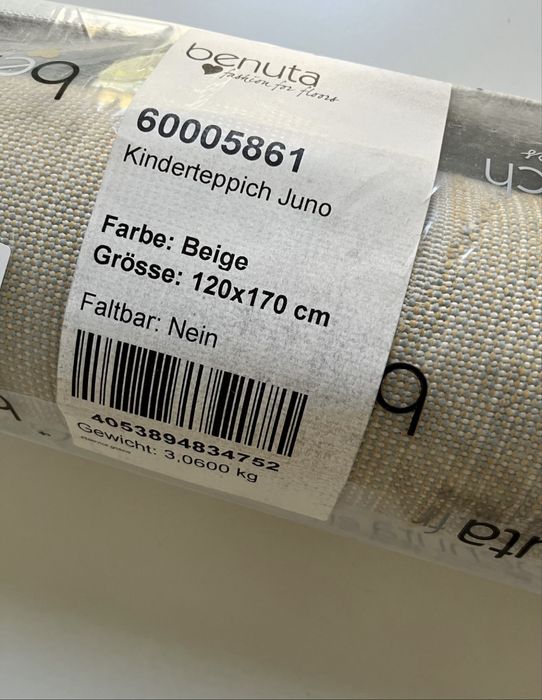 benuta
fashion for floors
60005861
Kinderteppich Juno
Farbe: Beige
Grösse: 120x170 cm
Faltbar: Nein
4053894834752
Gewicht: 3,0600 kg